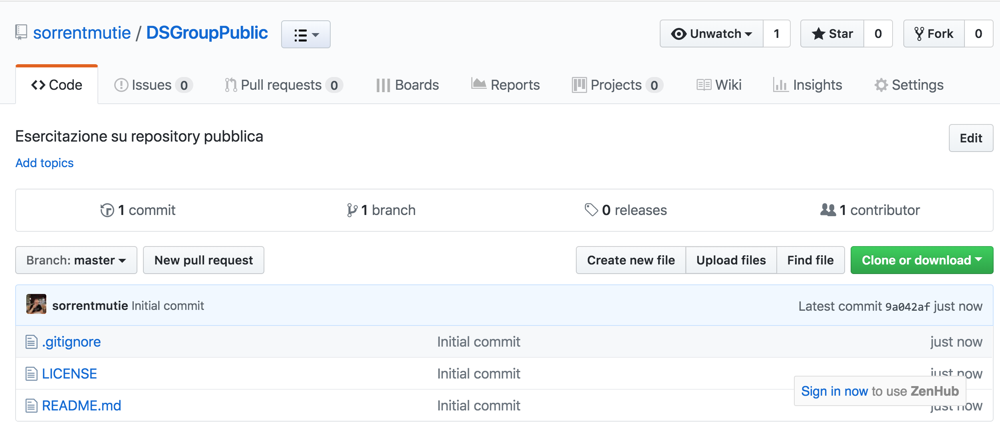 sorrentmutie / DSGroupPublic
Unwatch 1 Star 0 Fork 0
Code Issues 0 Pull requests 0 Boards Reports Projects 0 Wiki Insights Settings
Esercitazione su repository pubblica
Edit
Add topics
1 commit 1 branch 0 releases 1 contributor
Branch: master New pull request Create new file Upload files Find file Clone or download
sorrentmutie Initial commit Latest commit 9a042af just now
.gitignore Initial commit just now
LICENSE Initial commit just now
Sign in now to use ZenHub
README.md Initial commit just now